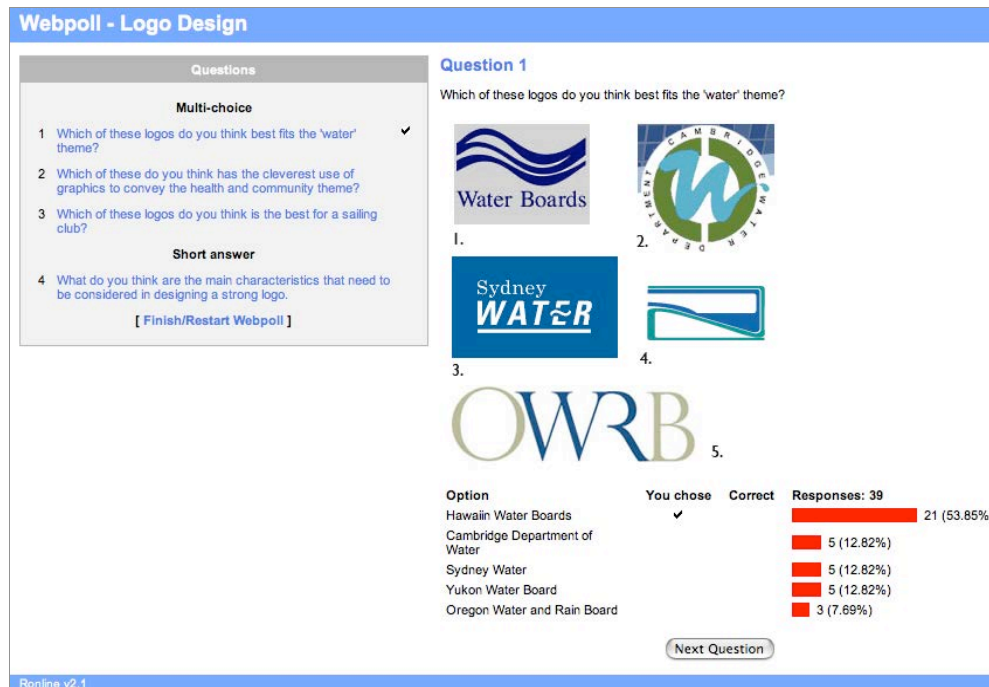 Webpoll - Logo Design
Questions
Multi-choice
1 Which of these logos do you think best fits the 'water'
theme?
2 Which of these do you think has the cleverest use of
graphics to convey the health and community theme?
3 Which of these logos do you think is the best for a sailing
club?
Short answer
4 What do you think are the main characteristics that need to
be considered in designing a strong logo.
[ Finish/Restart Webpoll ]
Question 1
Which of these logos do you think best fits the 'water' theme?
Water Boards
1.
CAMBRIDGE WATER DEPARTMENT
2.
Sydney
WATER
3.
4.
OWRB
5.
Option You chose Correct Responses: 39
Hawaiin Water Boards ✔ 21 (53.85%
Cambridge Department of
Water 5 (12.82%)
Sydney Water 5 (12.82%)
Yukon Water Board 5 (12.82%)
Oregon Water and Rain Board 3 (7.69%)
Next Question
Ronline v2.1